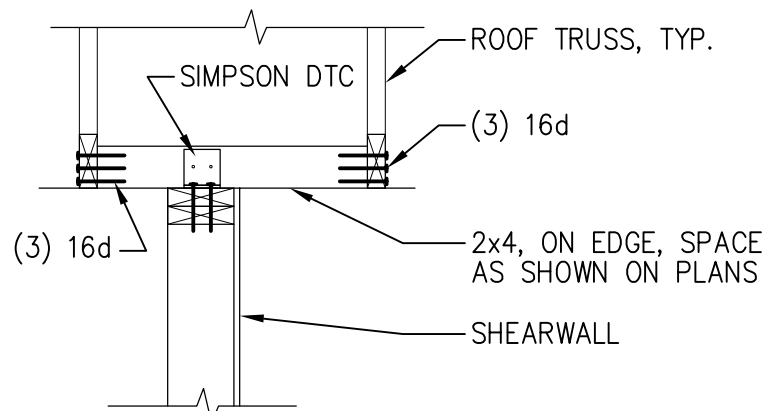 ROOF TRUSS, TYP.
SIMPSON DTC
(3) 16d
(3) 16d
2x4, ON EDGE, SPACE
AS SHOWN ON PLANS
SHEARWALL